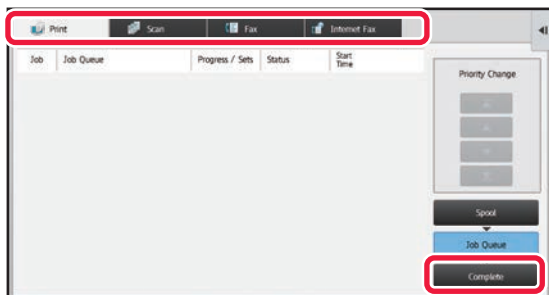 Print Scan Fax Internet Fax
Job Job Queue Progress / Sets Status Start Time
Priority Change
Spool
Job Queue
Complete